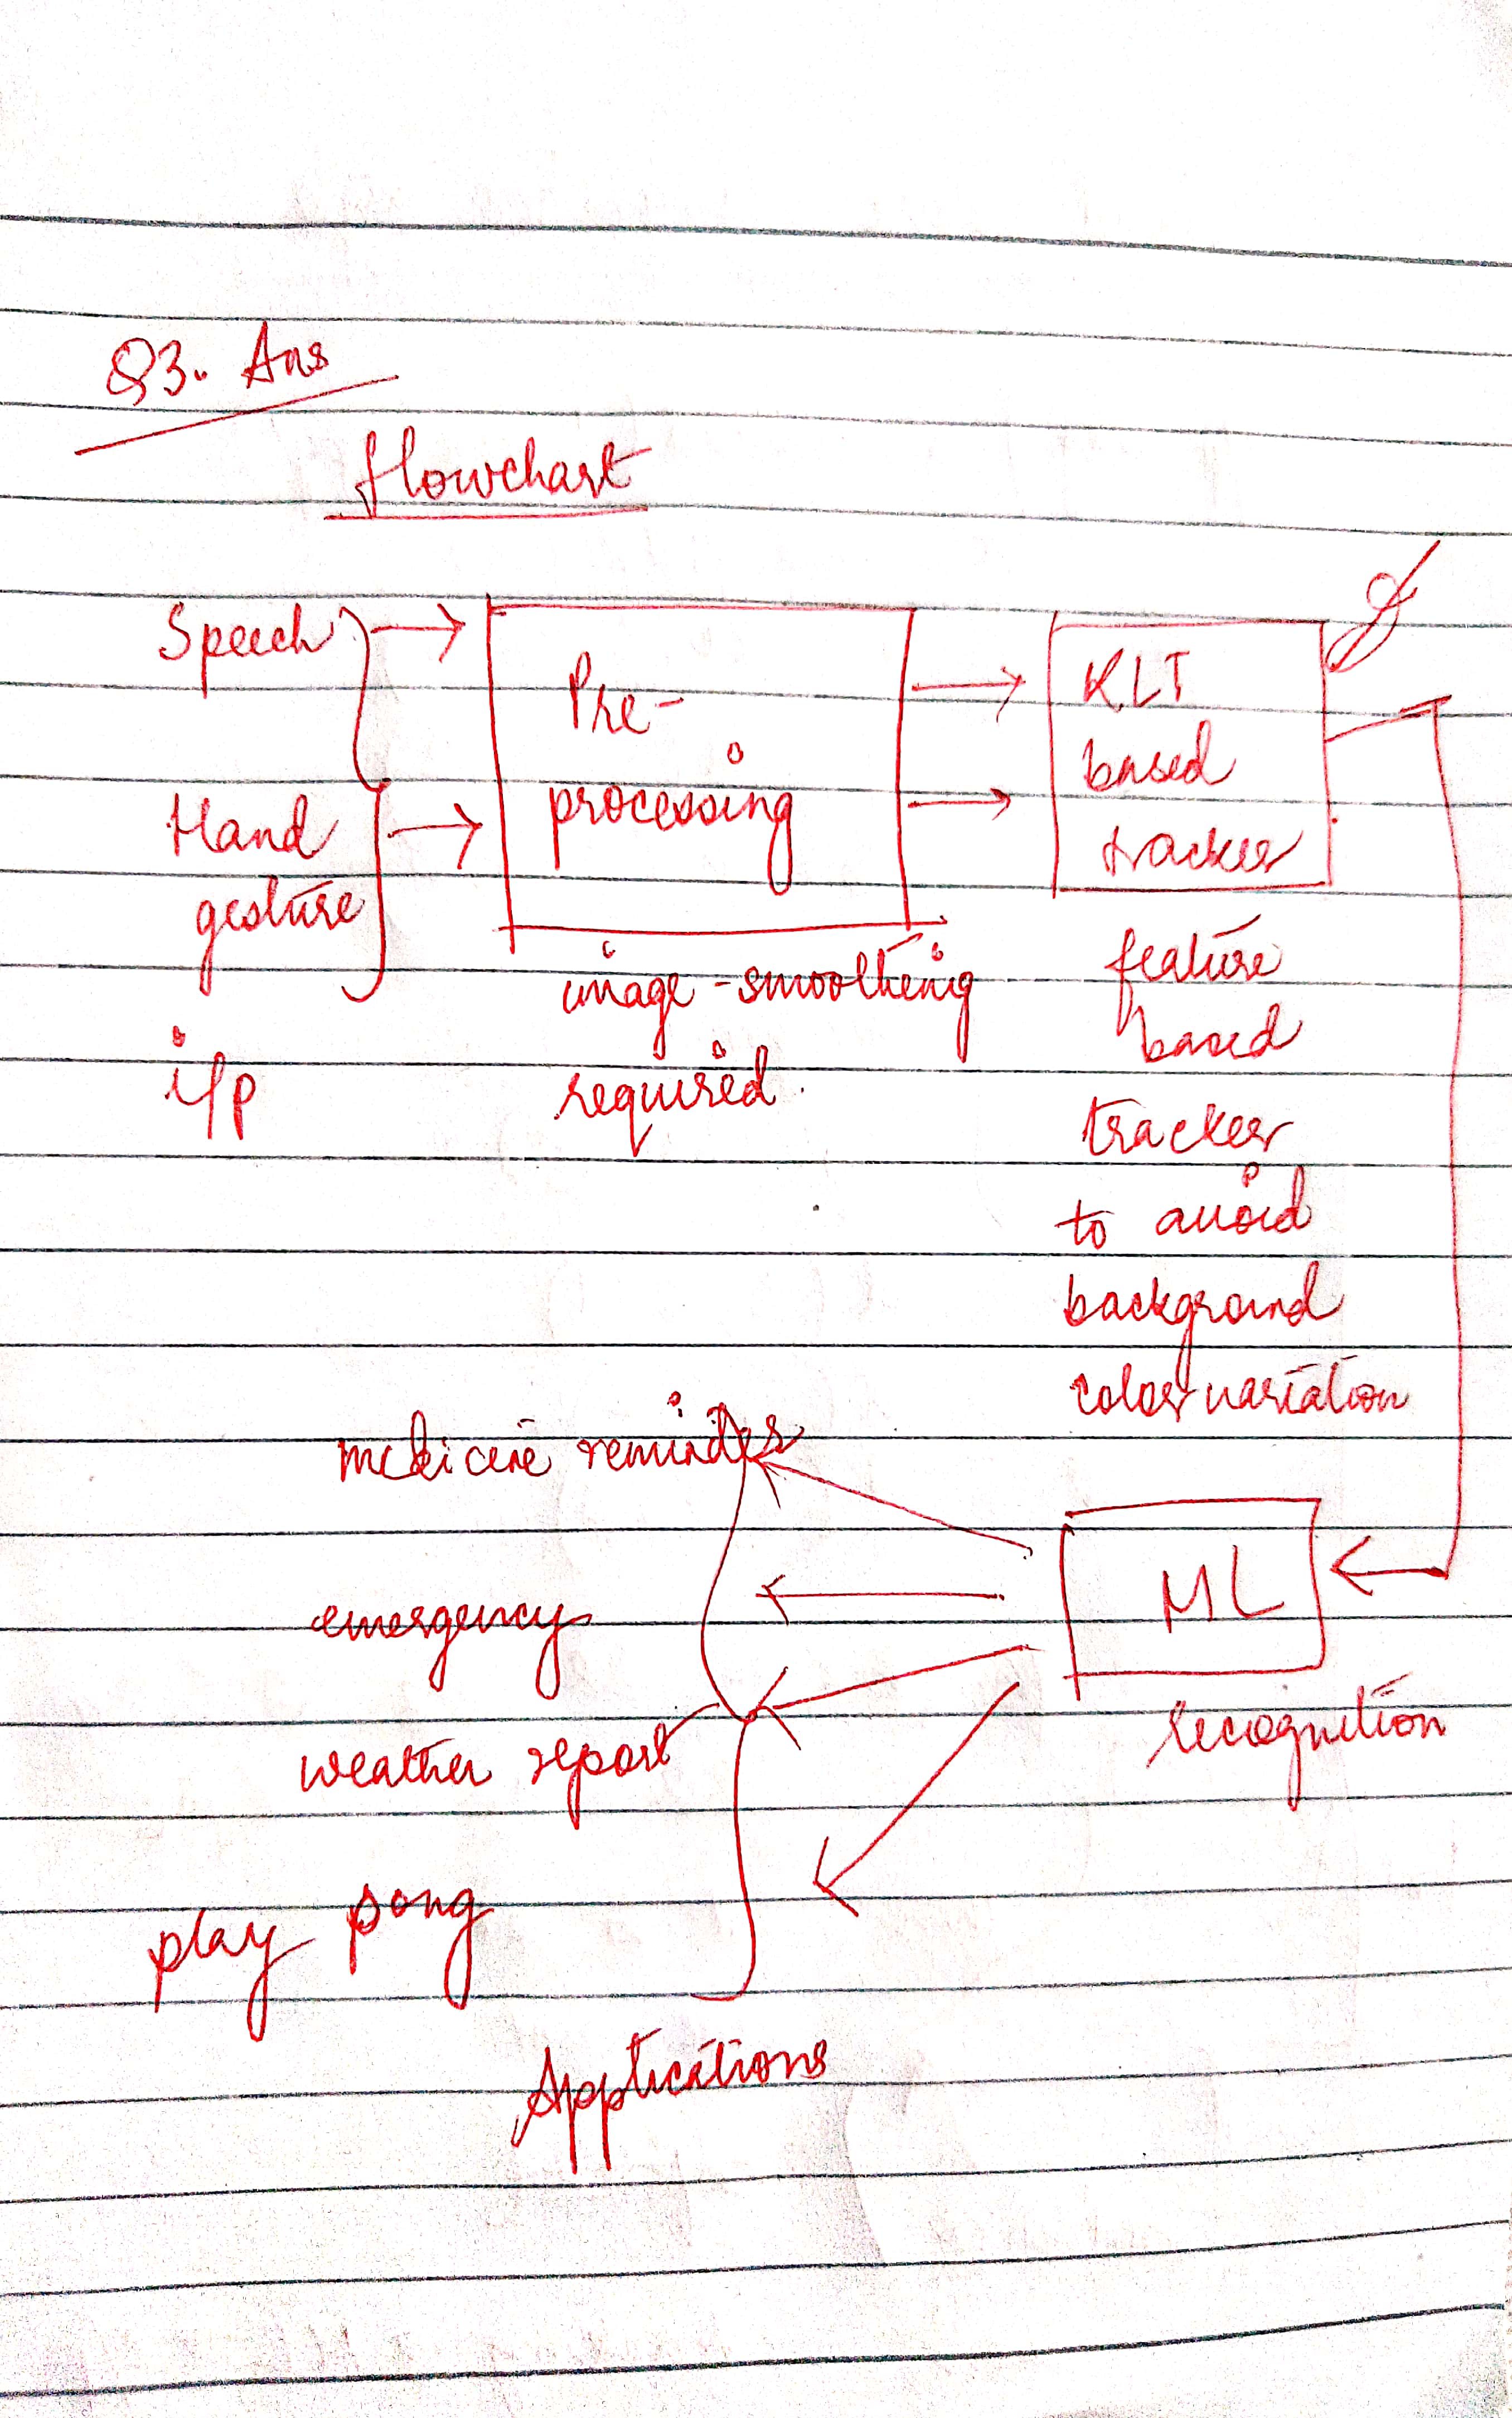 Q3. Ans
flowchart
Speech
Hand
gesture
i/p
Pre-
processing
image-smoothing
required.
KLT
based
tracker
feature
based
tracker
to avoid
background
color variation
ML
recognition
medicine reminder
emergency
weather report
play song
Applications